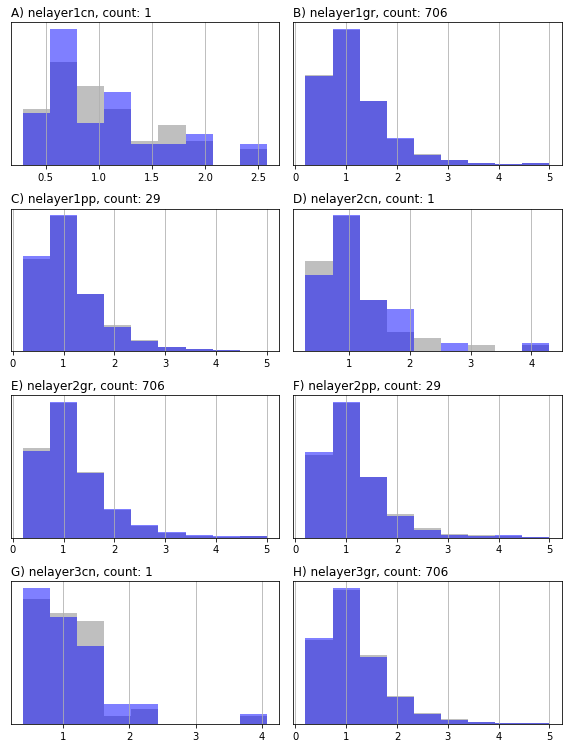 A) nelayer1cn, count: 1
B) nelayer1gr, count: 706
0.5 1.0 1.5 2.0 2.5
0 1 2 3 4 5
C) nelayer1pp, count: 29
D) nelayer2cn, count: 1
0 1 2 3 4 5
1 2 3 4
E) nelayer2gr, count: 706
F) nelayer2pp, count: 29
0 1 2 3 4 5
0 1 2 3 4 5
G) nelayer3cn, count: 1
H) nelayer3gr, count: 706
1 2 3 4
0 1 2 3 4 5